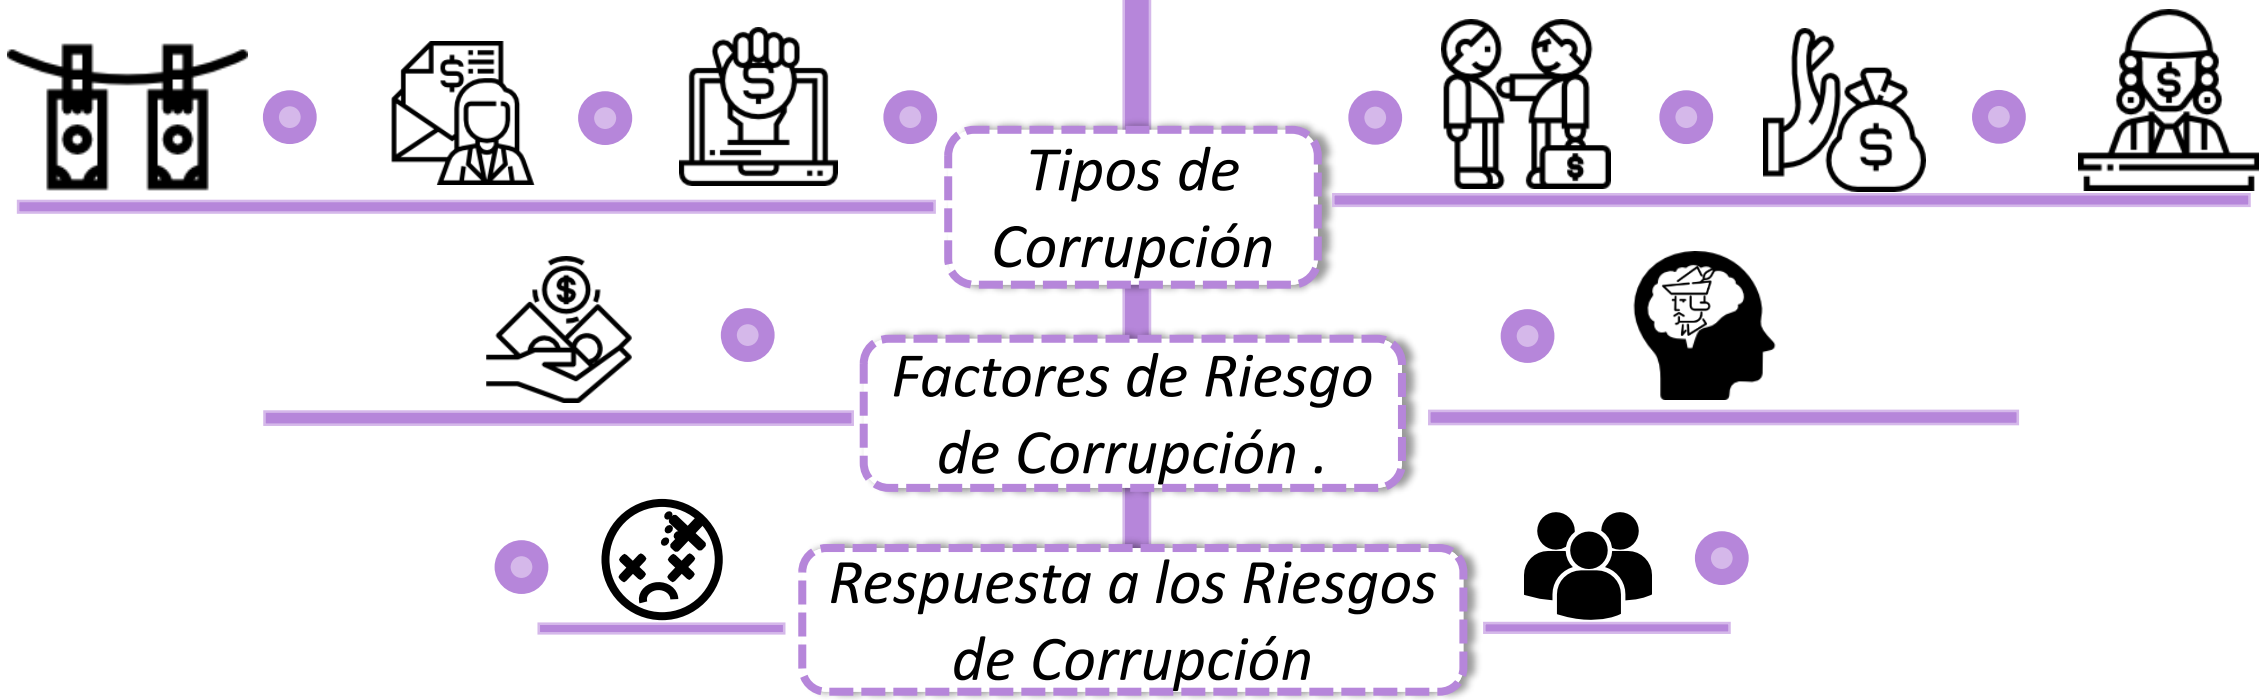 Tipos de
Corrupción
Factores de Riesgo
de Corrupción .
Respuesta a los Riesgos
de Corrupción